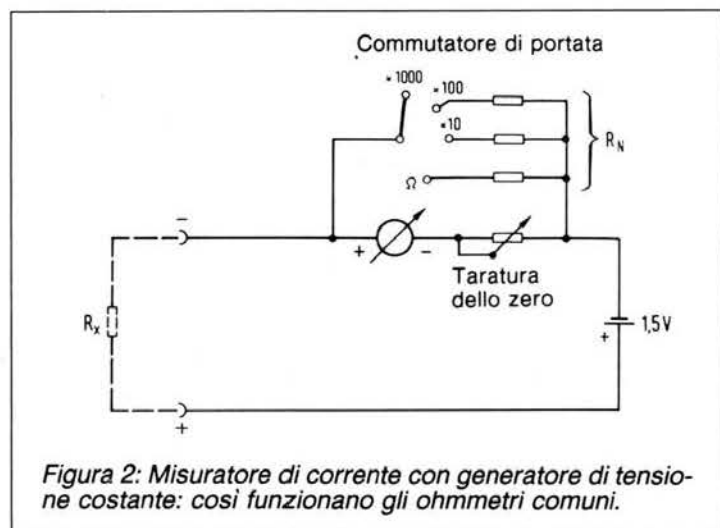 Commutatore di portata
×1000
×100
×10
R_N
Ω
−
+
−
Taratura
dello zero
R_x
+
1,5V
+
Figura 2: Misuratore di corrente con generatore di tensio-
ne costante: così funzionano gli ohmmetri comuni.